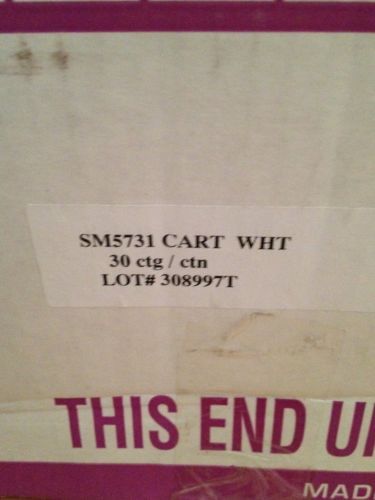 SM5731 CART WHT
30 ctg / ctn
LOT# 308997T
THIS END U
MAD